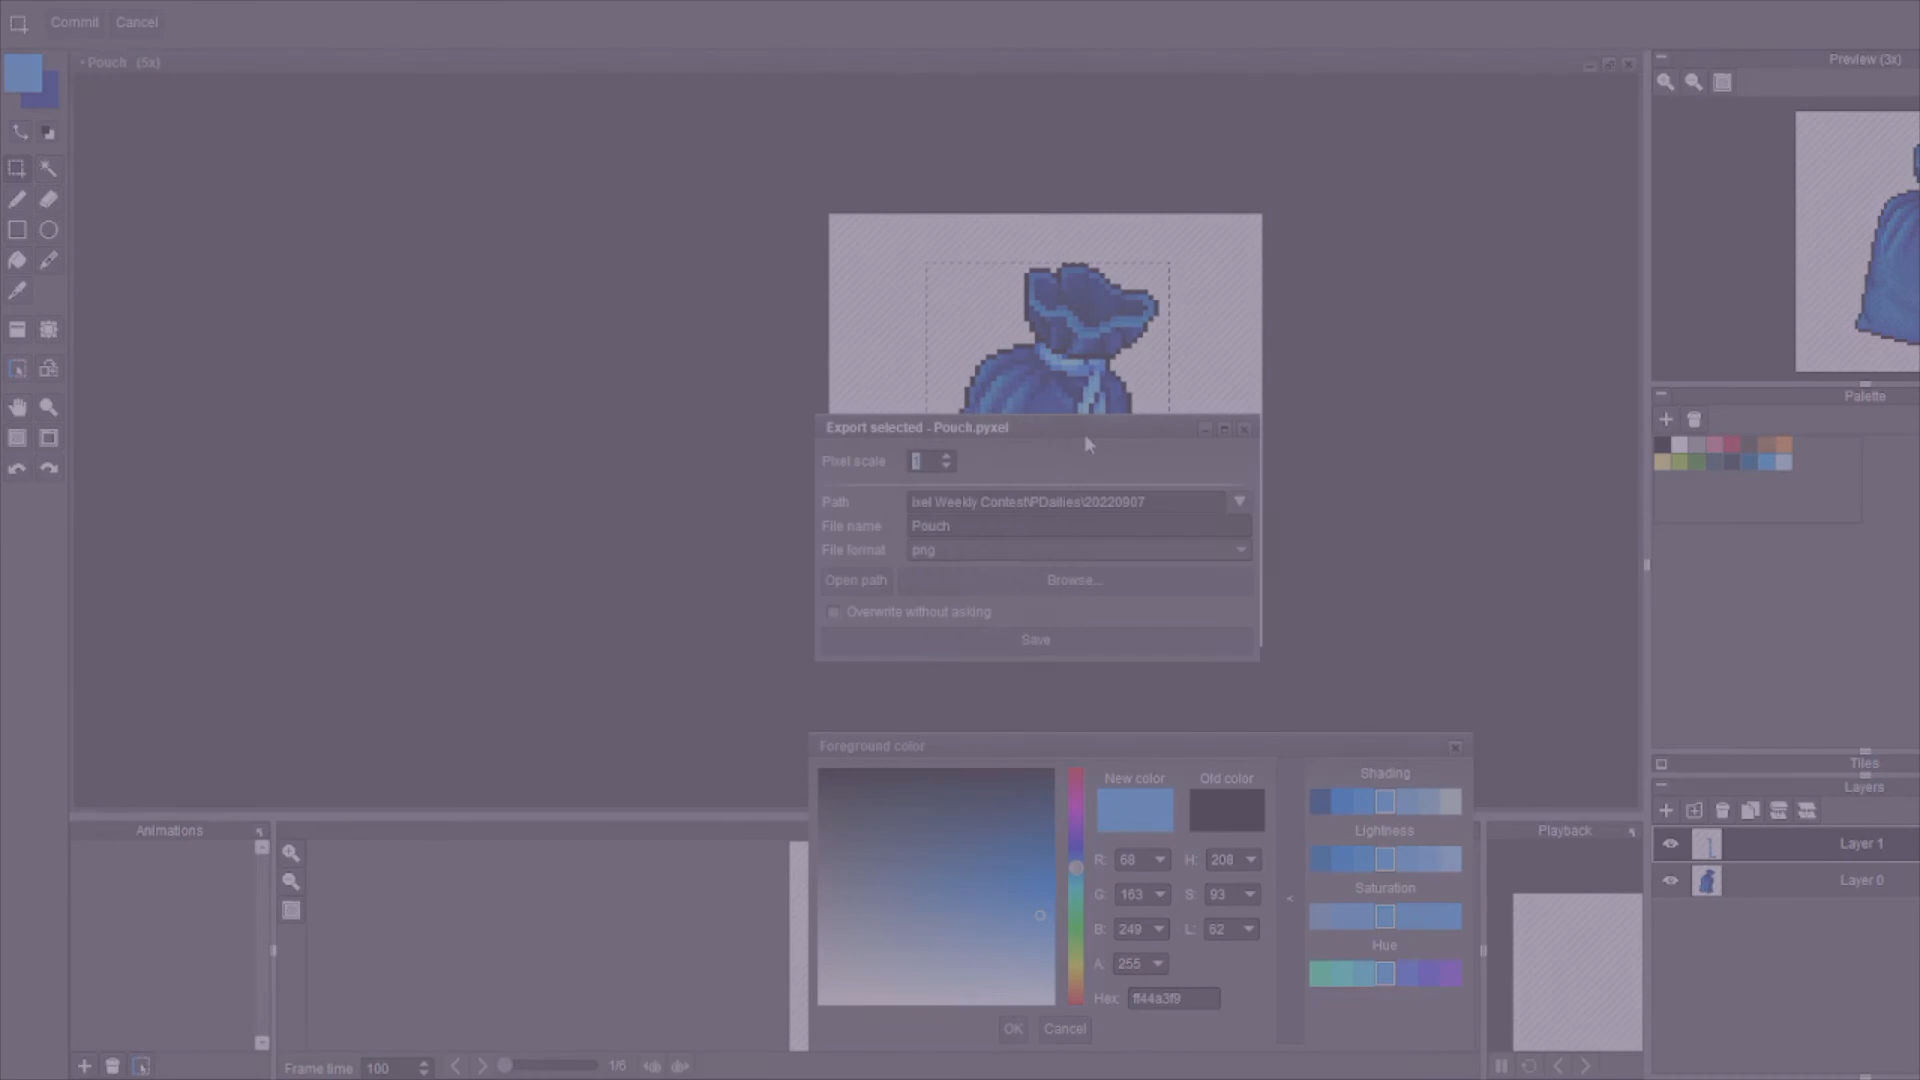 Commit Cancel
• Pouch (5x)
Preview (3x)
Palette
Export selected - Pouch.pyxel
Pixel scale 1
Path ixel Weekly Contest\PDailies\20220907
File name Pouch
File format png
Open path Browse...
Overwrite without asking
Save
Foreground color
New color Old color
R: 68 H: 208
G: 163 S: 93
B: 249 L: 62
A: 255
Hex: ff44a3f9
OK Cancel
<
Shading
Lightness
Saturation
Hue
Tiles
Layers
Layer 1
Layer 0
Animations
Playback
Frame time 100
1/6